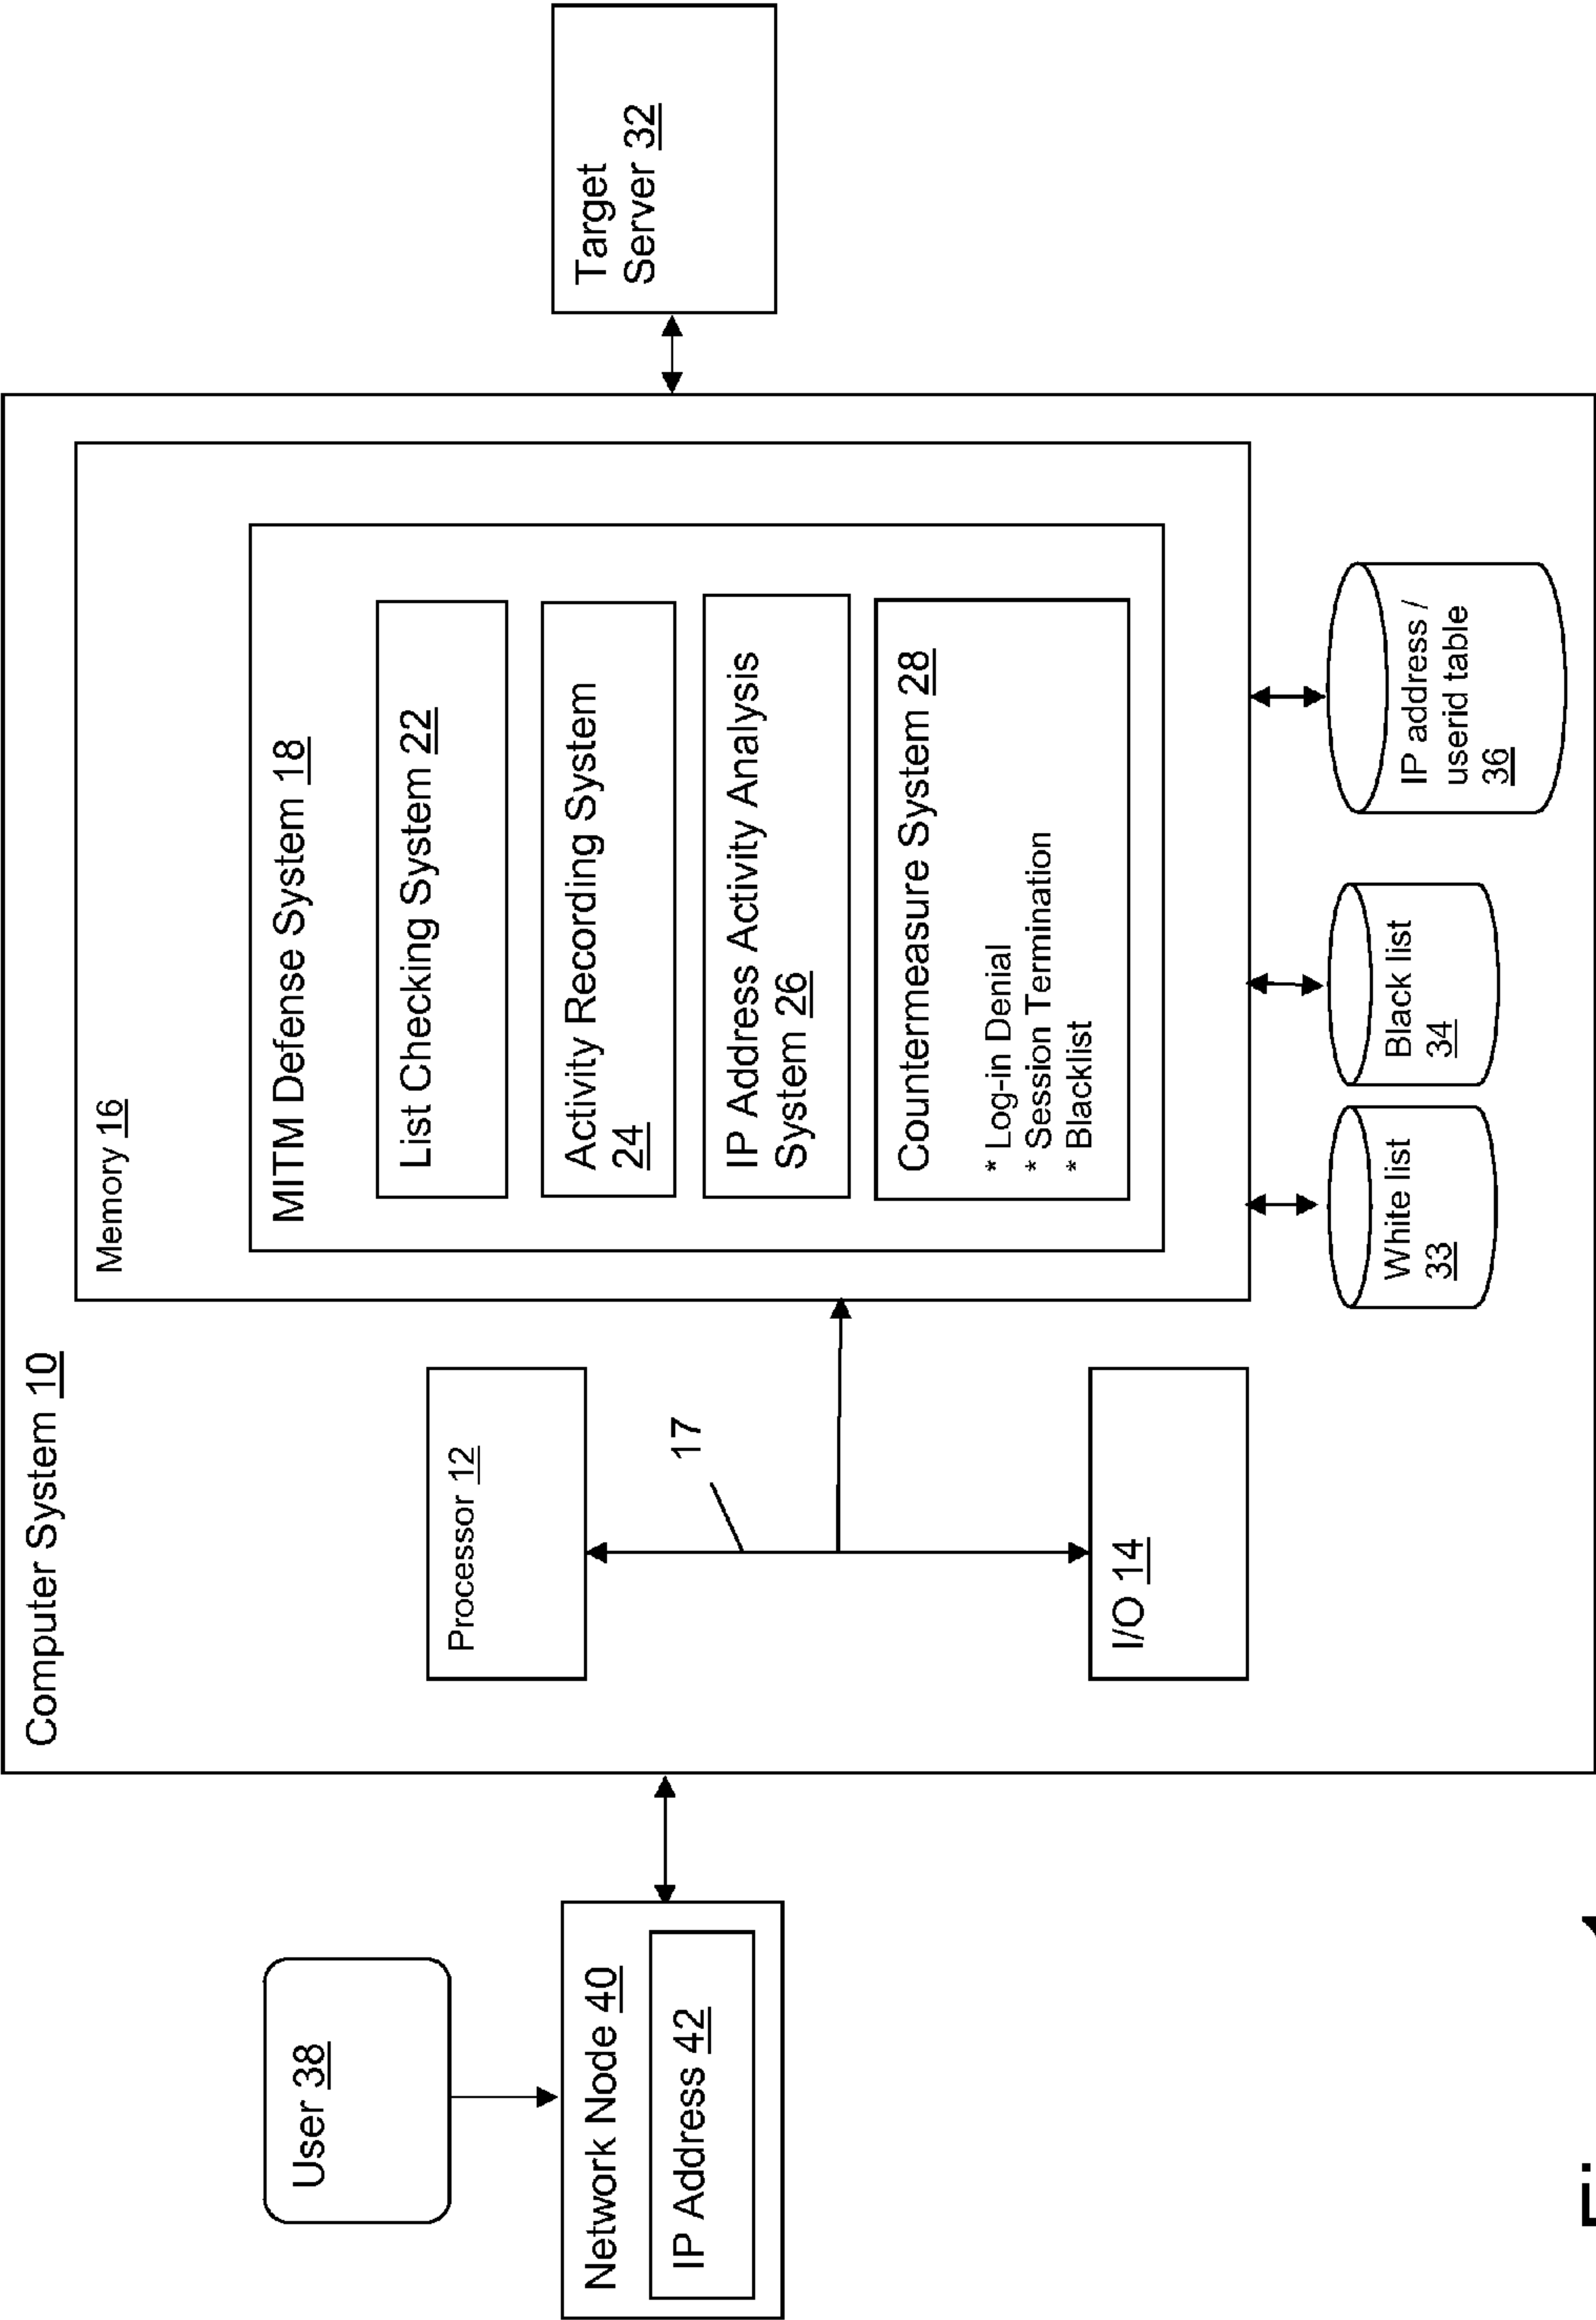 Computer System 10
Memory 16
MITM Defense System 18
List Checking System 22
Activity Recording System
24
IP Address Activity Analysis
System 26
Countermeasure System 28
* Log-in Denial
* Session Termination
* Blacklist
Processor 12
17
I/O 14
White list
33
Black list
34
IP address /
userid table
36
Target
Server 32
User 38
Network Node 40
IP Address 42